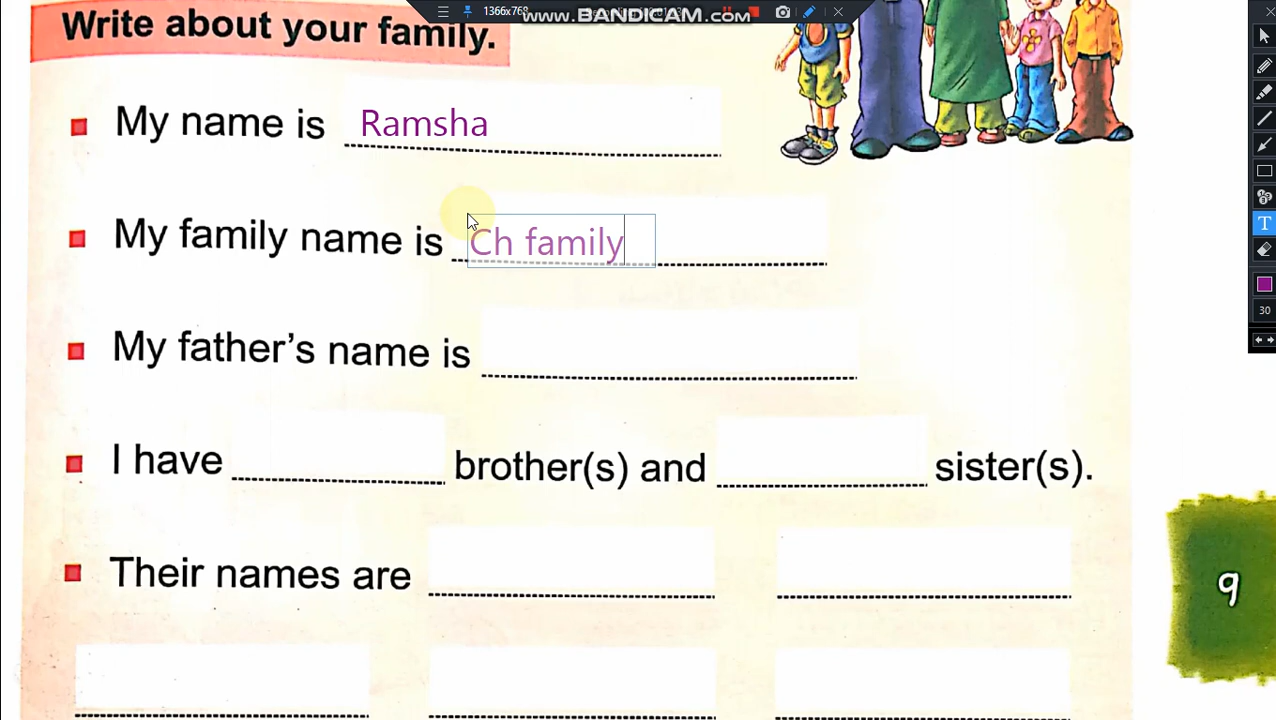 1366x768
www.BANDICAM.com
Write about your family.
My name is Ramsha
My family name is Ch family
My father's name is
I have brother(s) and sister(s).
Their names are
T
30
9